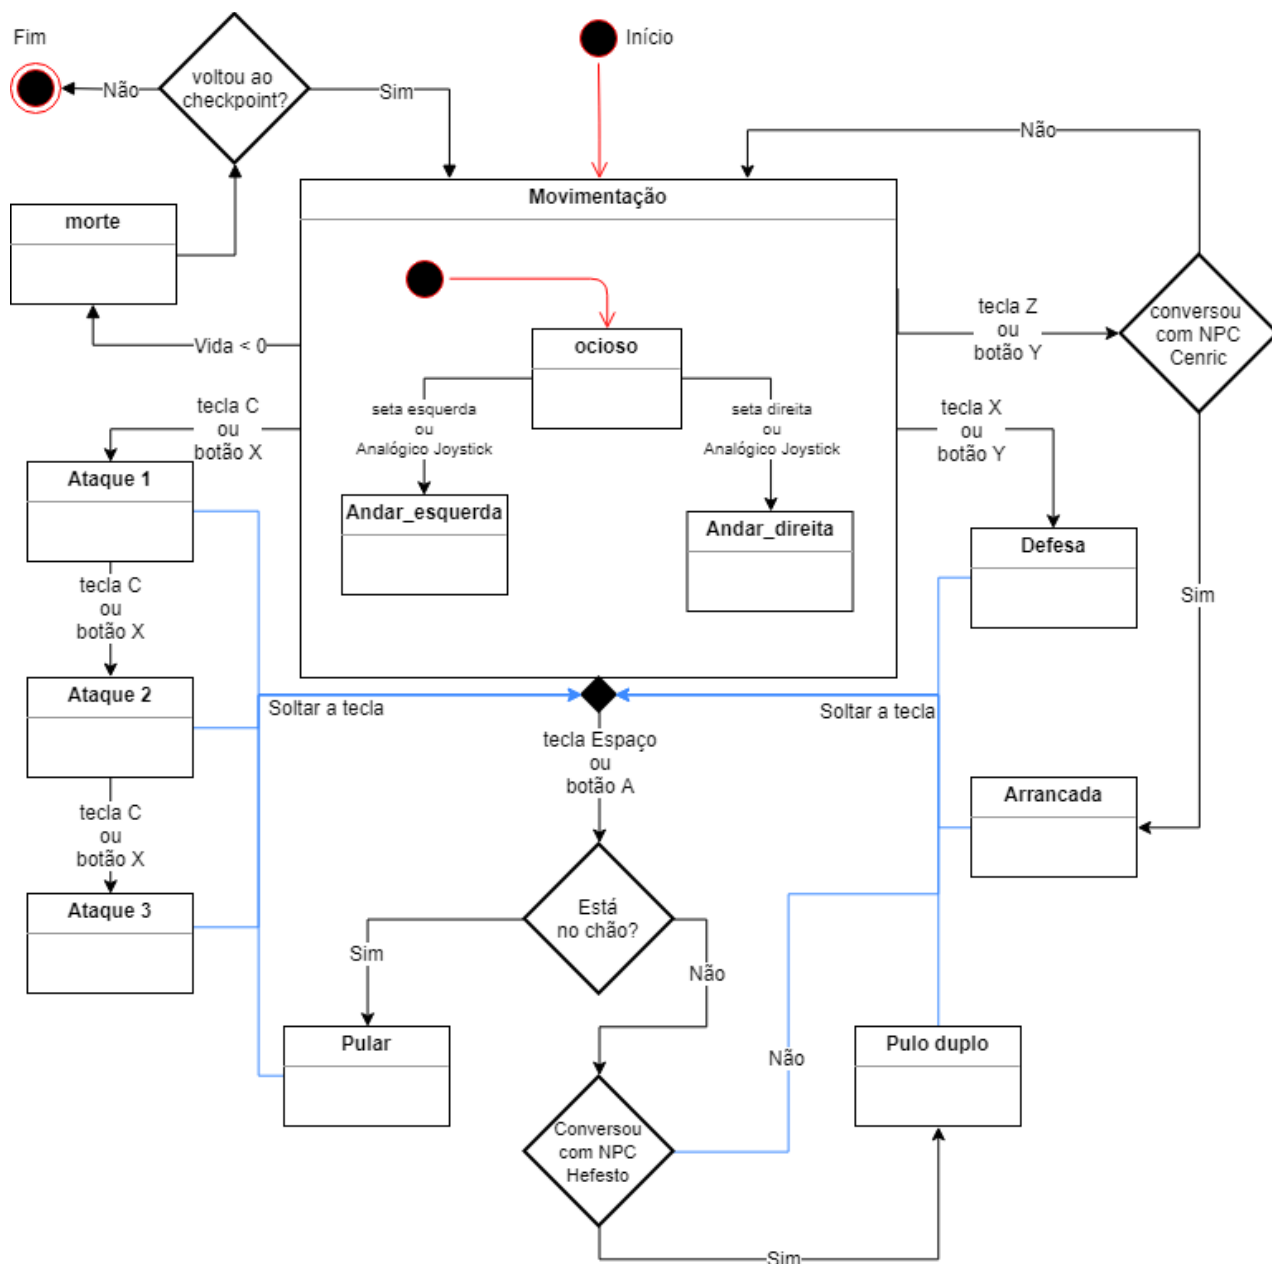 Fim
Início
voltou ao
checkpoint?
Não
Sim
Não
Movimentação
morte
conversou
com NPC
Cenric
tecla Z
ou
botão Y
Vida < 0
ocioso
tecla C
ou
botão X
seta esquerda
ou
Analógico Joystick
seta direita
ou
Analógico Joystick
tecla X
ou
botão Y
Ataque 1
Andar_esquerda
Andar_direita
Defesa
tecla C
ou
botão X
Sim
Ataque 2
Soltar a tecla
Soltar a tecla
tecla Espaço
ou
botão A
tecla C
ou
botão X
Arrancada
Ataque 3
Está
no chão?
Sim
Não
Pular
Não
Pulo duplo
Conversou
com NPC
Hefesto
Sim